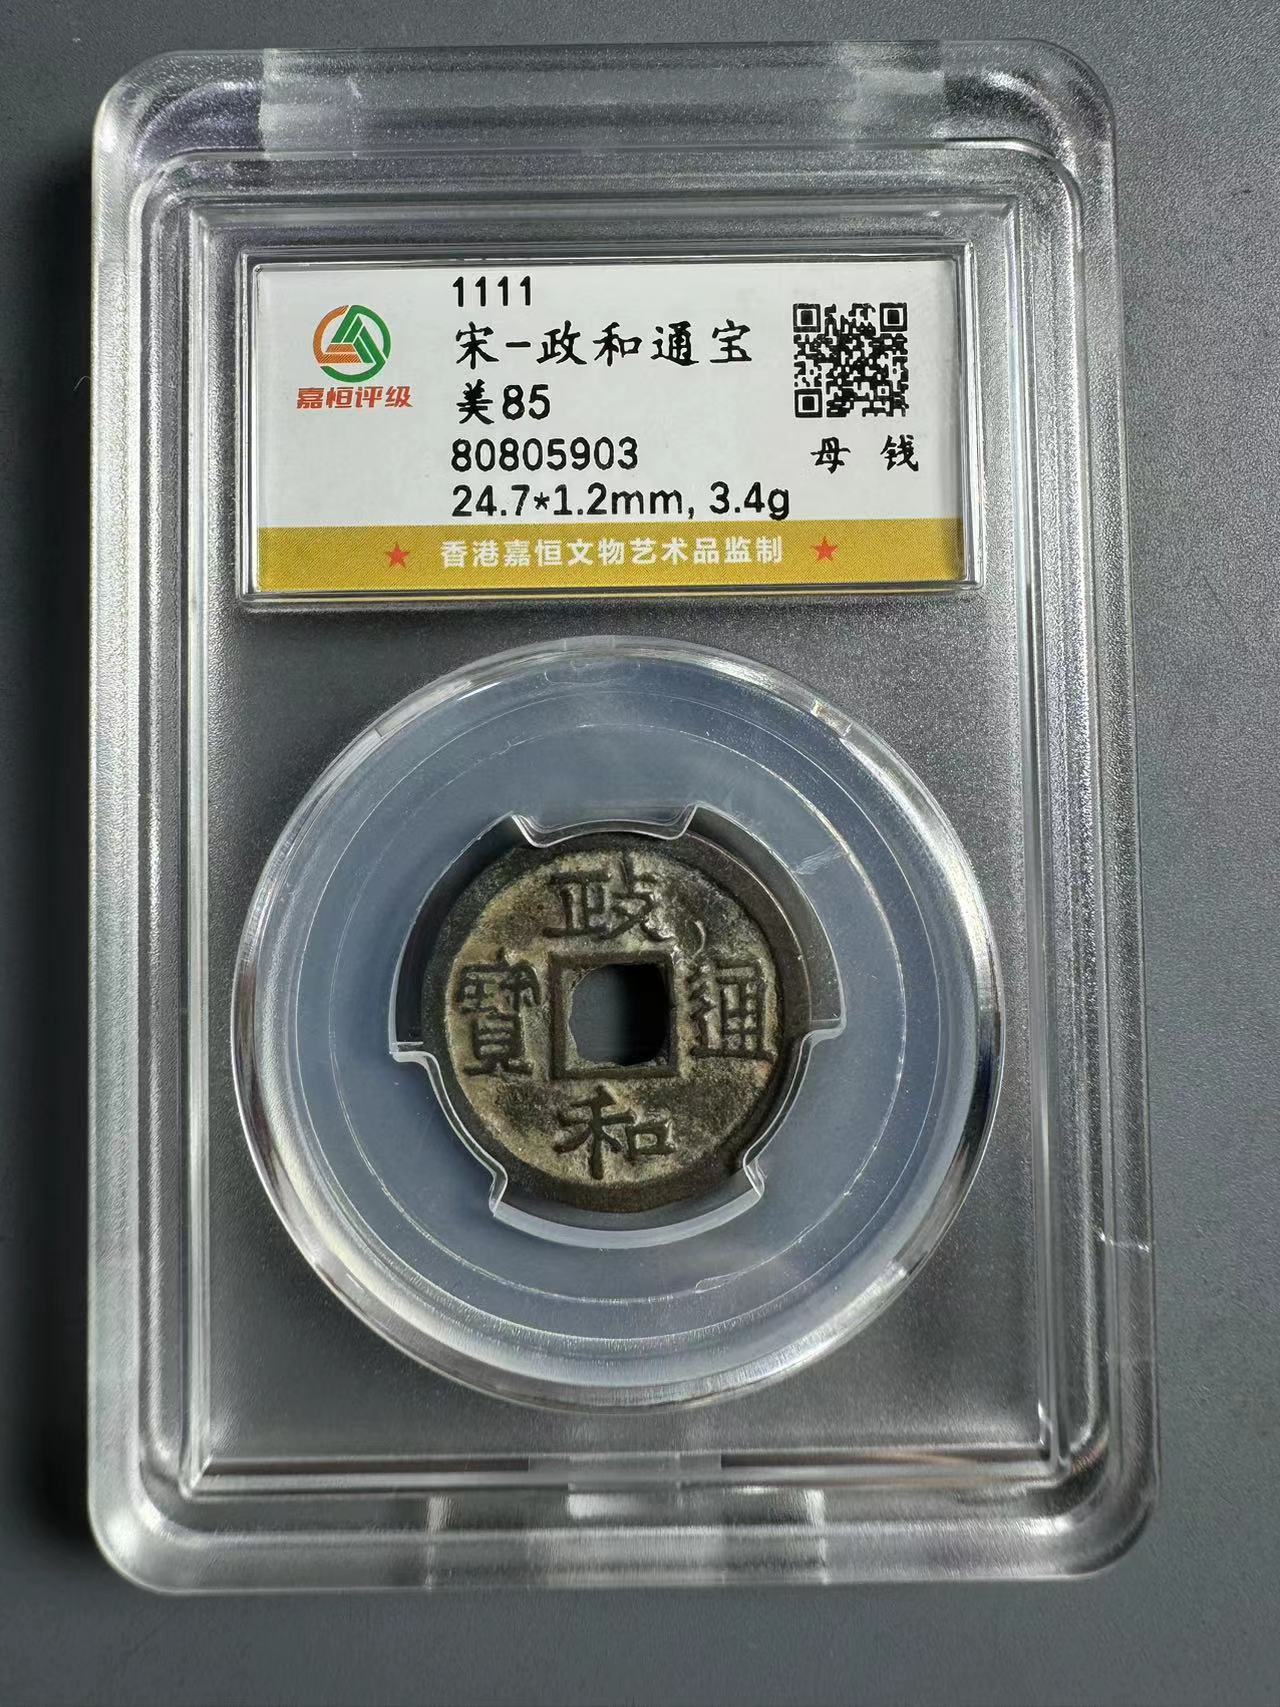 1111
宋-政和通宝
美85
80805903
24.7*1.2mm, 3.4g
嘉恒评级
母 钱
★ 香港嘉恒文物艺术品监制 ★
政
寶 通
和